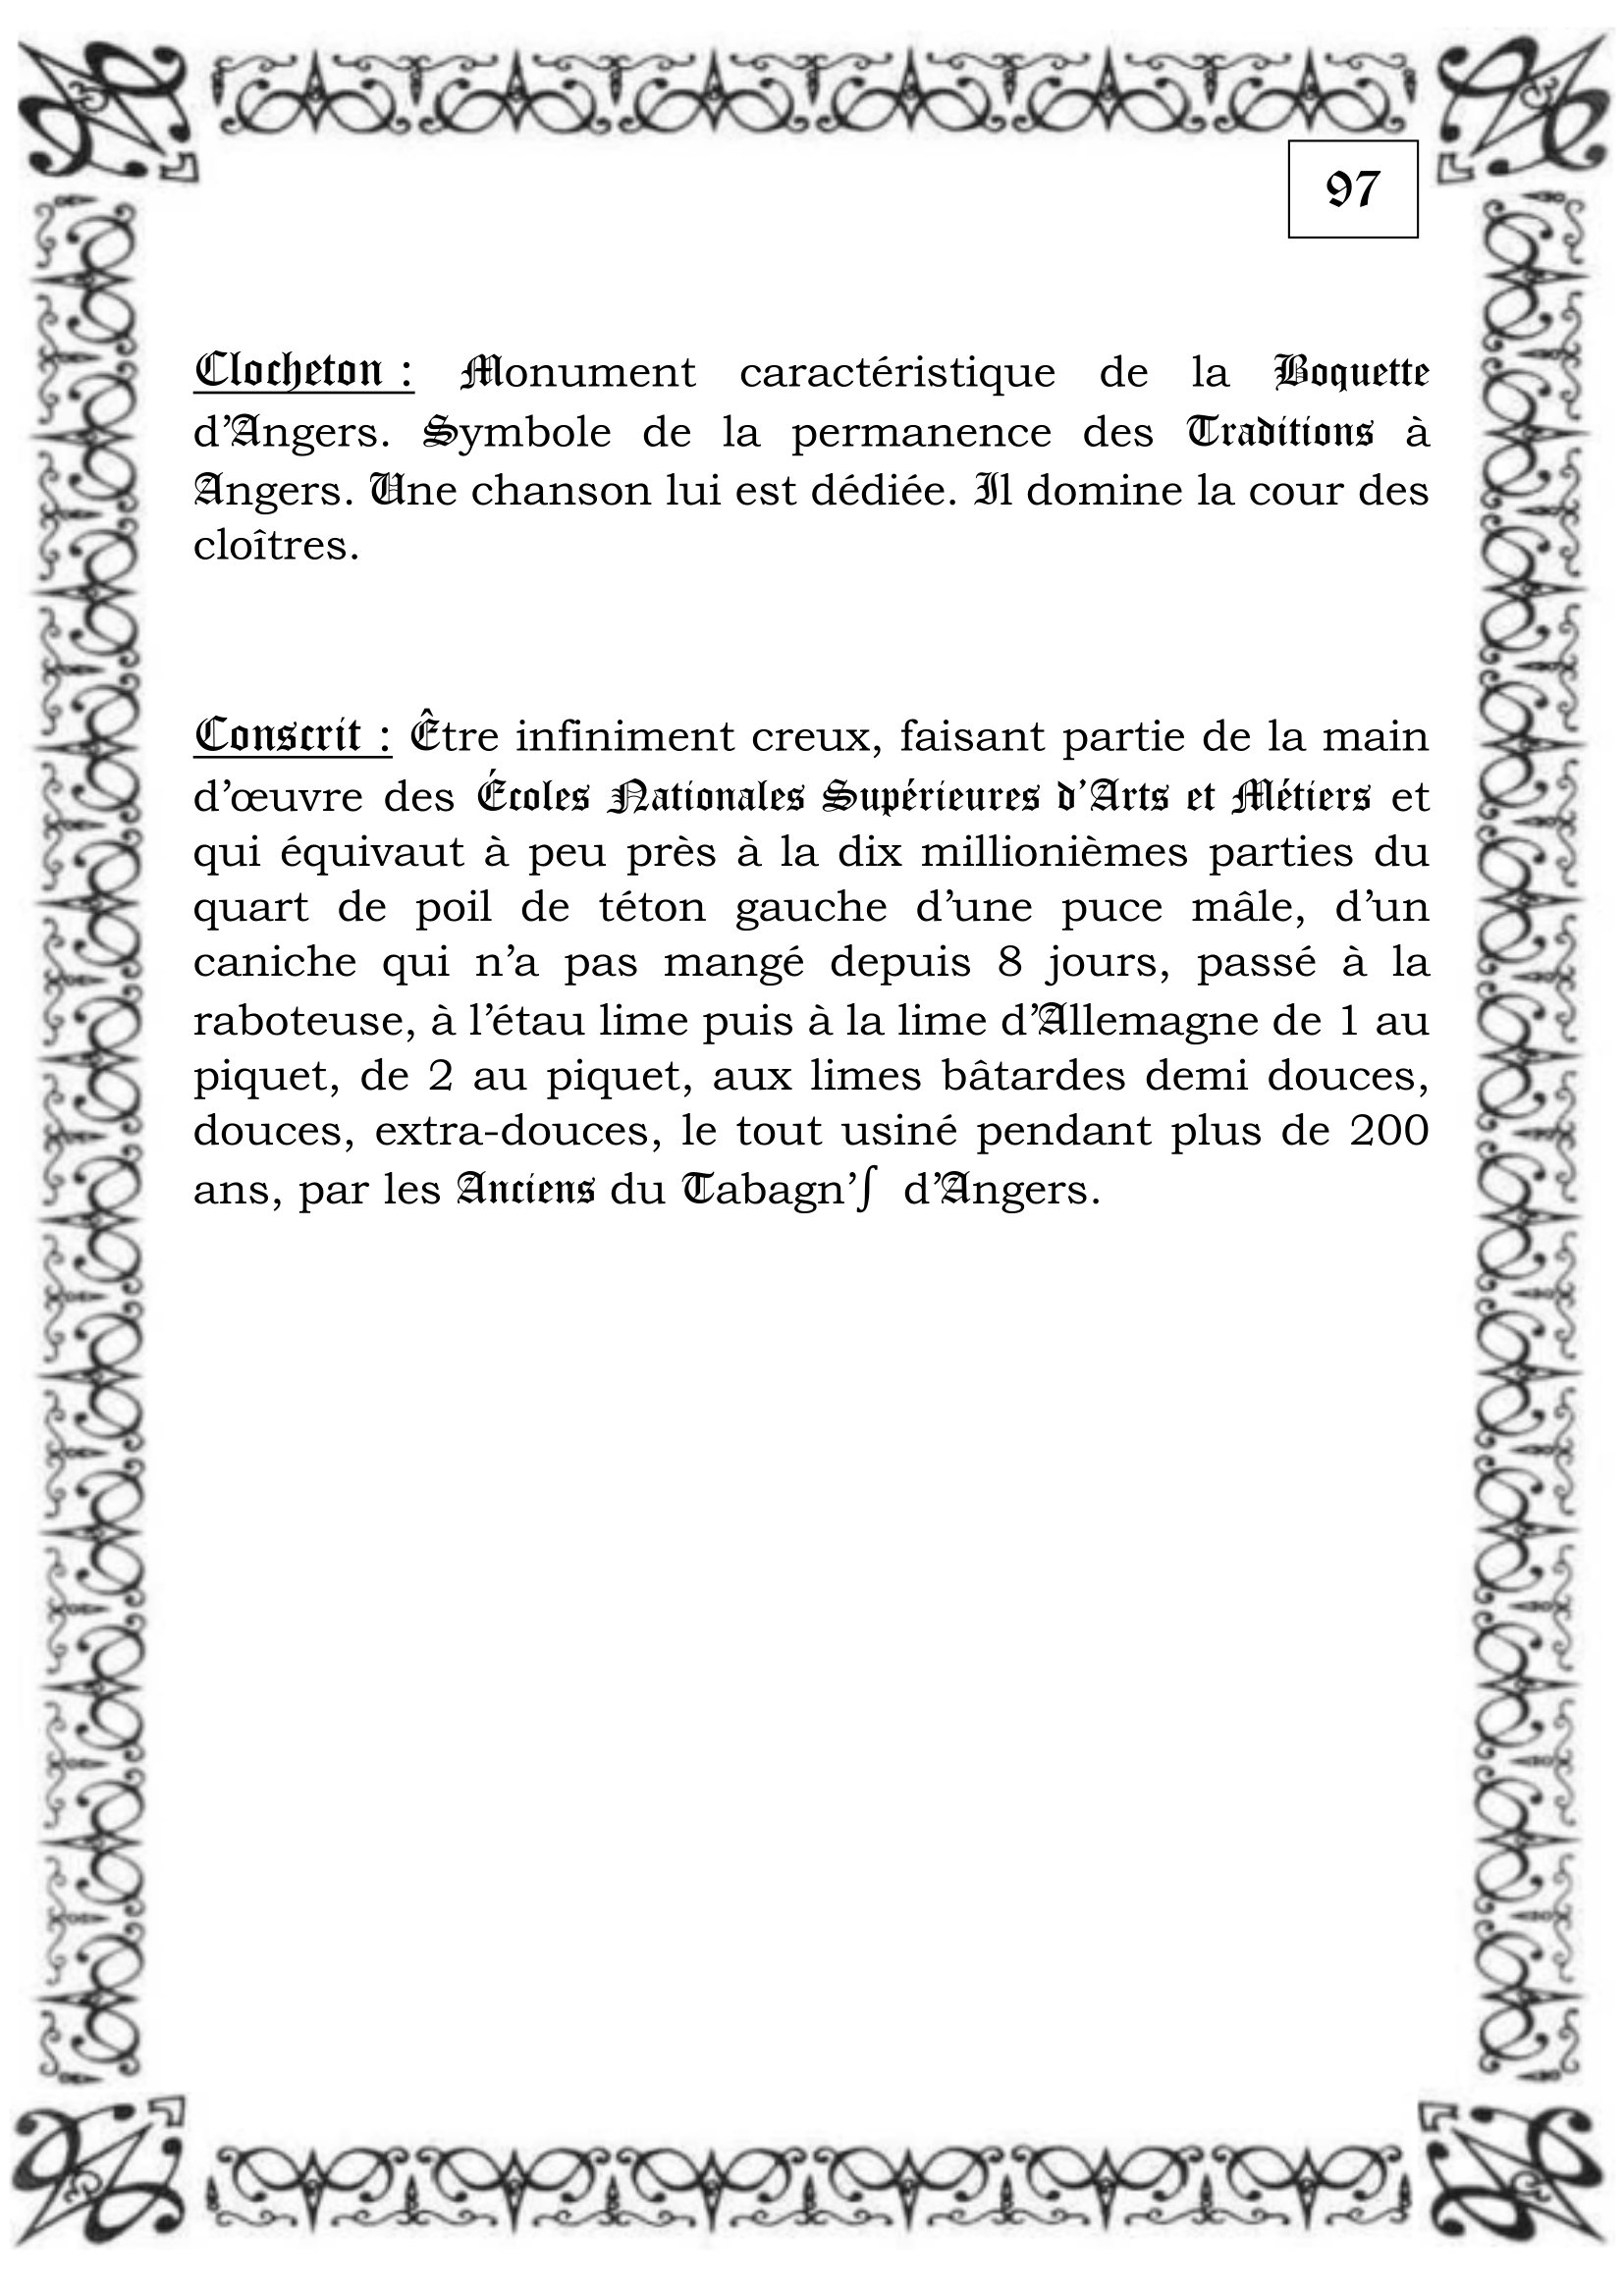 97
Clocheton : Monument caractéristique de la Boquette
d’Angers. Symbole de la permanence des Traditions à
Angers. Une chanson lui est dédiée. Il domine la cour des
cloîtres.
Conscrit : Être infiniment creux, faisant partie de la main
d’œuvre des Écoles Nationales Supérieures d’Arts et Métiers et
qui équivaut à peu près à la dix millionièmes parties du
quart de poil de téton gauche d’une puce mâle, d’un
caniche qui n’a pas mangé depuis 8 jours, passé à la
raboteuse, à l’étau lime puis à la lime d’Allemagne de 1 au
piquet, de 2 au piquet, aux limes bâtardes demi douces,
douces, extra-douces, le tout usiné pendant plus de 200
ans, par les Anciens du Tabagn’ʃ d’Angers.